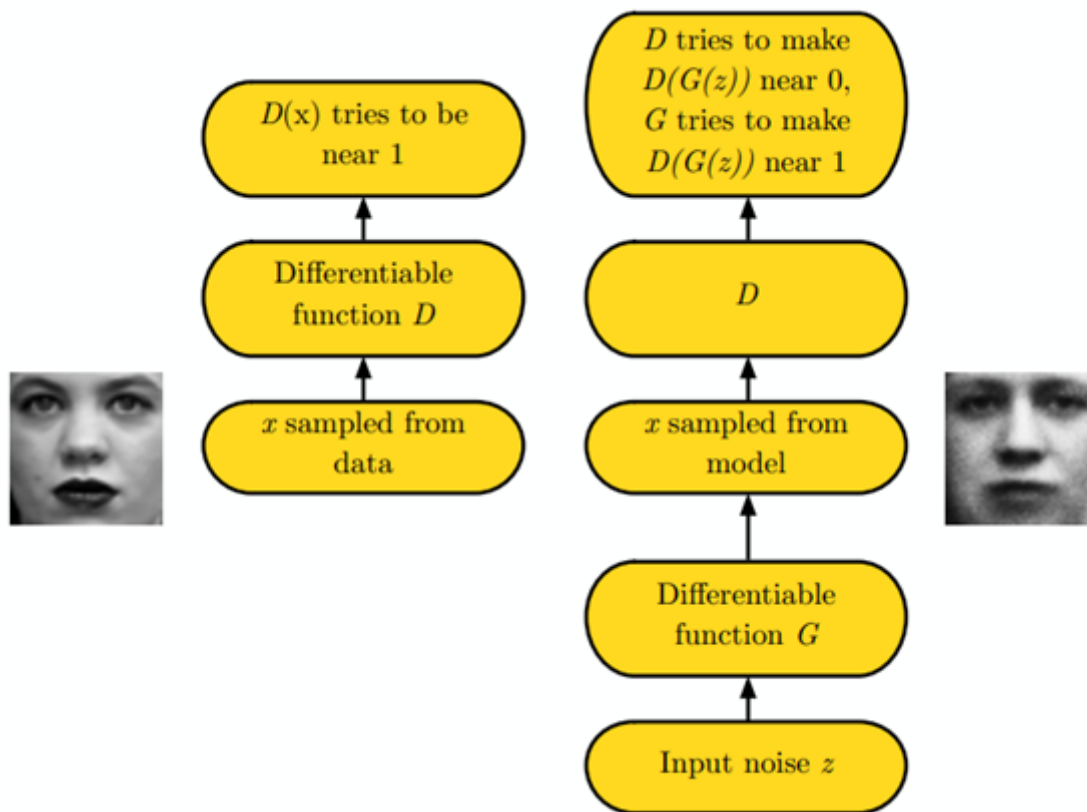 D(x) tries to be
near 1
Differentiable
function D
x sampled from
data
D tries to make
D(G(z)) near 0,
G tries to make
D(G(z)) near 1
D
x sampled from
model
Differentiable
function G
Input noise z